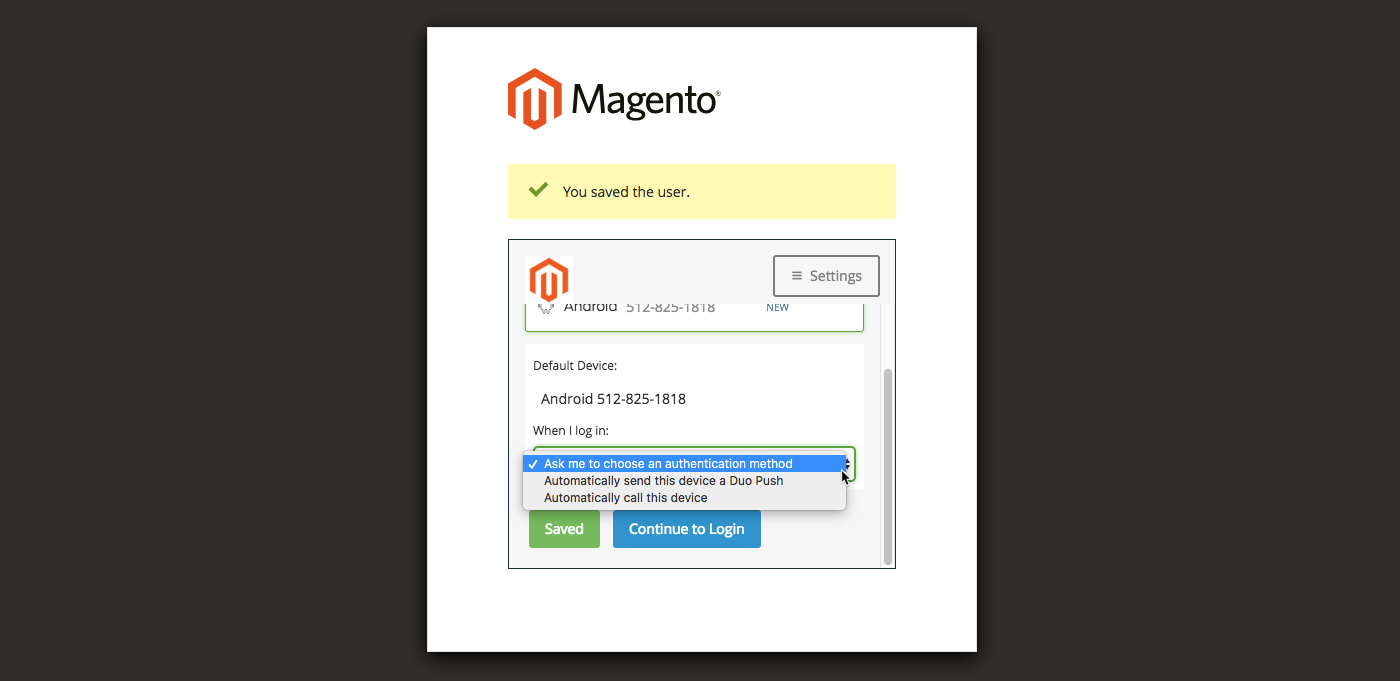 Magento®
You saved the user.
Settings
Android 512-825-1818 NEW
Default Device:
Android 512-825-1818
When I log in:
Ask me to choose an authentication method
Automatically send this device a Duo Push
Automatically call this device
Saved Continue to Login